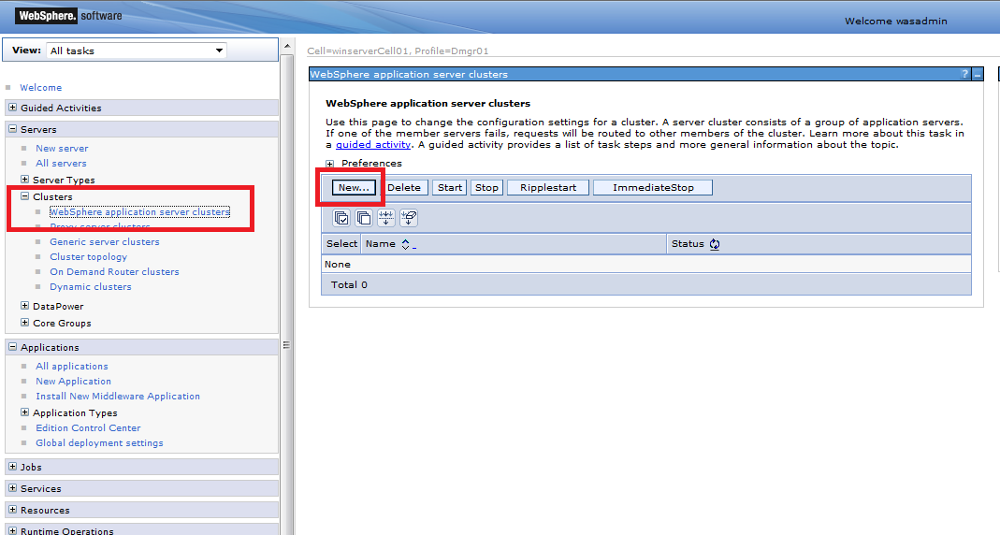 WebSphere. software
Welcome wasadmin
View: All tasks
Welcome
Guided Activities
Servers
New server
All servers
Server Types
Clusters
WebSphere application server clusters
Proxy server clusters
Generic server clusters
Cluster topology
On Demand Router clusters
Dynamic clusters
DataPower
Core Groups
Applications
All applications
New Application
Install New Middleware Application
Application Types
Edition Control Center
Global deployment settings
Jobs
Services
Resources
Runtime Operations
Cell=winserverCell01, Profile=Dmgr01
WebSphere application server clusters ? _
WebSphere application server clusters
Use this page to change the configuration settings for a cluster. A server cluster consists of a group of application servers.
If one of the member servers fails, requests will be routed to other members of the cluster. Learn more about this task in
a guided activity. A guided activity provides a list of task steps and more general information about the topic.
Preferences
New... Delete Start Stop Ripplestart ImmediateStop
Select Name Status
None
Total 0